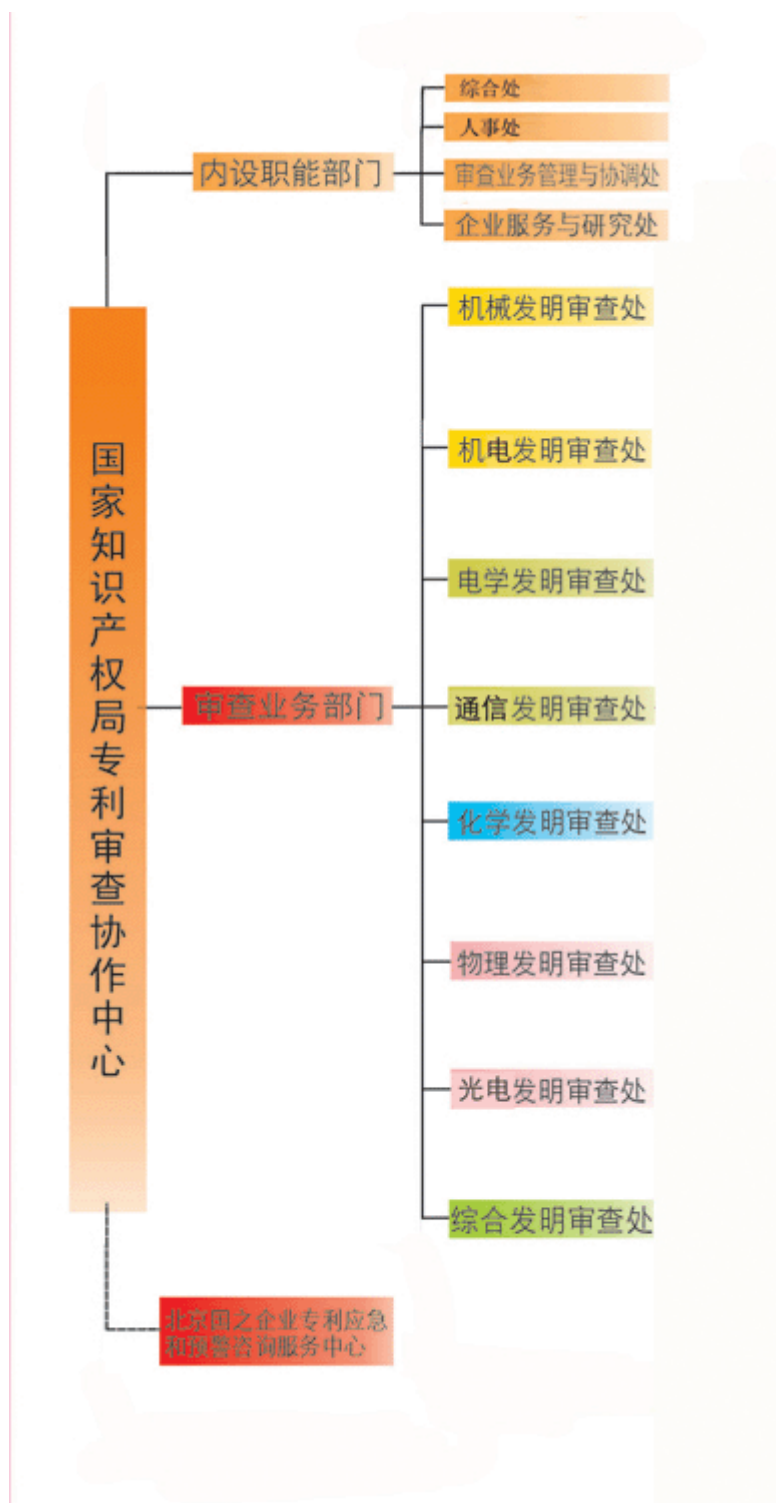 综合处
人事处
内设职能部门
审查业务管理与协调处
企业服务与研究处
国家知识产权局专利审查协作中心
机械发明审查处
机电发明审查处
电学发明审查处
审查业务部门
通信发明审查处
化学发明审查处
物理发明审查处
光电发明审查处
综合发明审查处
北京国之企业专利应急
和预警咨询服务中心